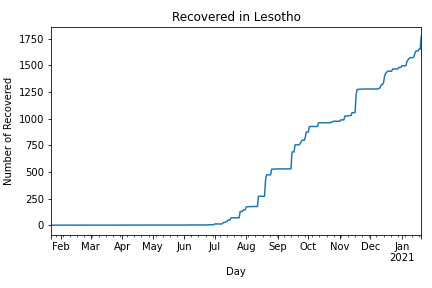 Recovered in Lesotho
Number of Recovered
1750
1500
1250
1000
750
500
250
0
Feb Mar Apr May Jun Jul Aug Sep Oct Nov Dec Jan
2021
Day